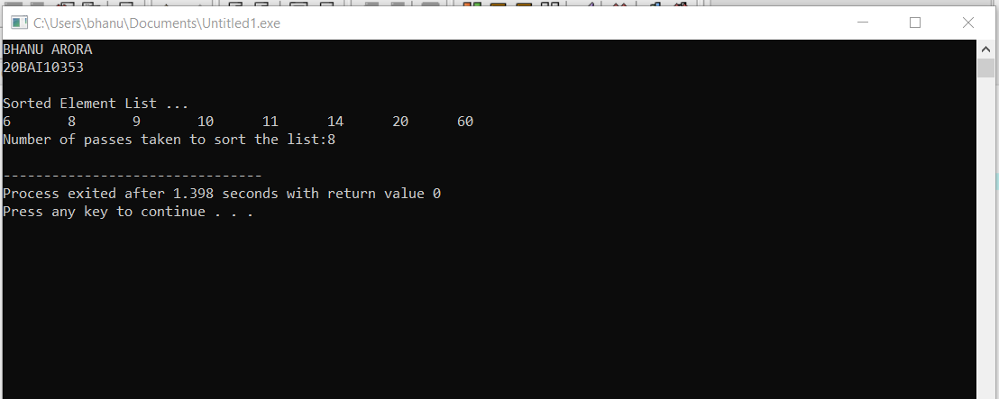 C:\Users\bhanu\Documents\Untitled1.exe
BHANU ARORA
20BAI10353
Sorted Element List ...
6 8 9 10 11 14 20 60
Number of passes taken to sort the list:8
--------------------------------
Process exited after 1.398 seconds with return value 0
Press any key to continue . . .